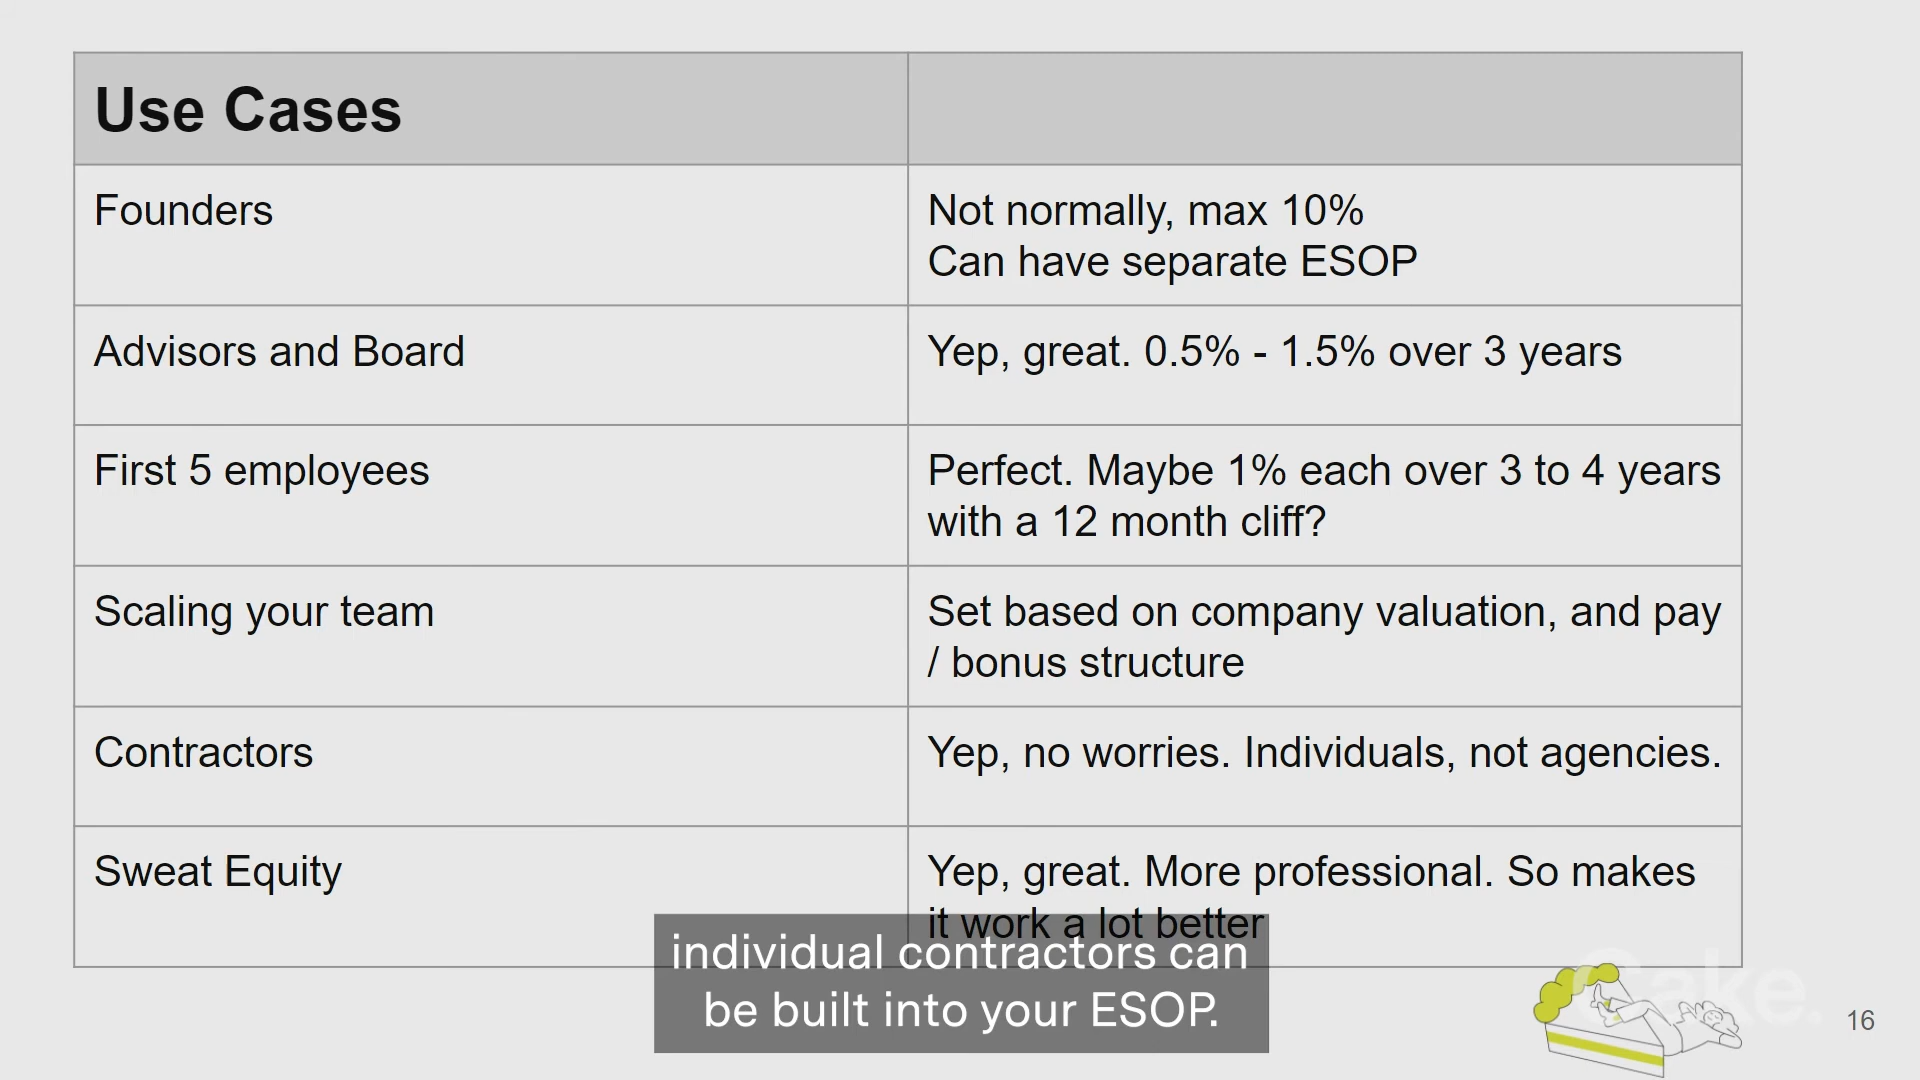 Use Cases
Founders
Not normally, max 10%
Can have separate ESOP
Advisors and Board
Yep, great. 0.5% - 1.5% over 3 years
First 5 employees
Perfect. Maybe 1% each over 3 to 4 years
with a 12 month cliff?
Scaling your team
Set based on company valuation, and pay
/ bonus structure
Contractors
Yep, no worries. Individuals, not agencies.
Sweat Equity
Yep, great. More professional. So makes
it work a lot better
individual contractors can
be built into your ESOP.
Cake.
16